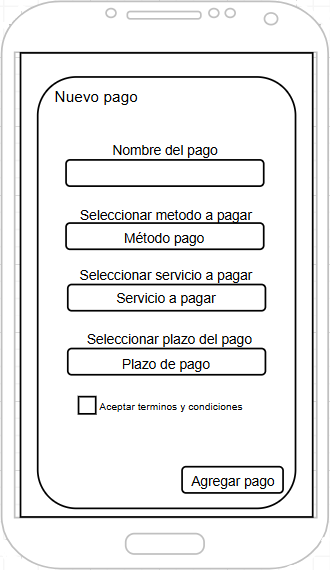 Nuevo pago
Nombre del pago
Seleccionar metodo a pagar
Método pago
Seleccionar servicio a pagar
Servicio a pagar
Seleccionar plazo del pago
Plazo de pago
Aceptar terminos y condiciones
Agregar pago